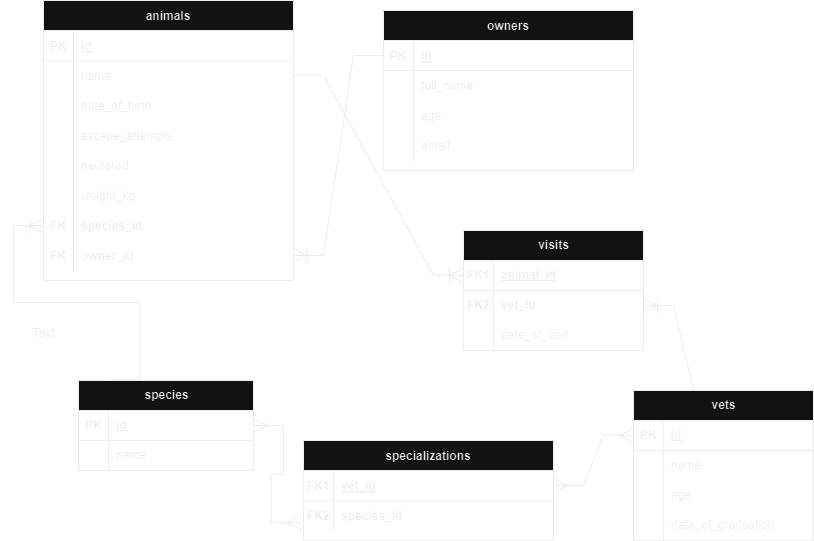 animals
PK id
name
date_of_birth
escape_attempts
neutered
weight_kg
FK species_id
FK owner_id
owners
PK id
full_name
age
email
visits
FK1 animal_id
FK2 vet_id
date_of_visit
Text
species
PK id
name
specializations
FK1 vet_id
FK2 species_id
vets
PK id
name
age
date_of_graduation